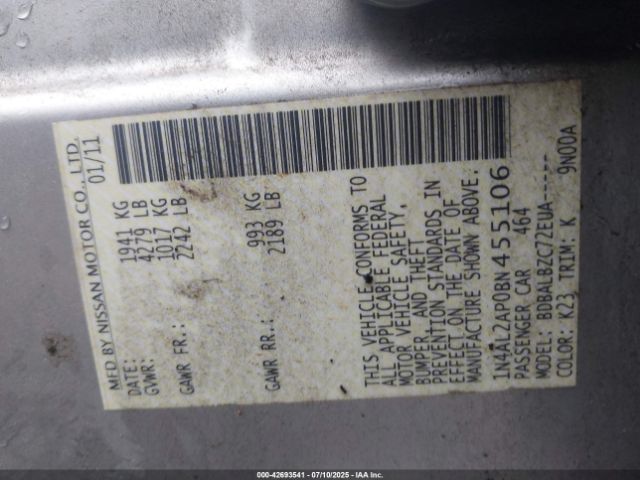 MFD BY NISSAN MOTOR CO., LTD.
DATE: 01/11
GVWR: 1941 KG
4279 LB
GAWR FR.: 1017 KG
2242 LB
GAWR RR.: 993 KG
2189 LB
THIS VEHICLE CONFORMS TO
ALL APPLICABLE FEDERAL
MOTOR VEHICLE SAFETY,
BUMPER AND THEFT
PREVENTION STANDARDS IN
EFFECT ON THE DATE OF
MANUFACTURE SHOWN ABOVE.
1N4AL2AP0BN455106
PASSENGER CAR 464
MODEL: BDBALBZC72EUA-----
COLOR: K23 TRIM: K 9N00A
000-42693541 - 07/10/2025 - IAAI.com